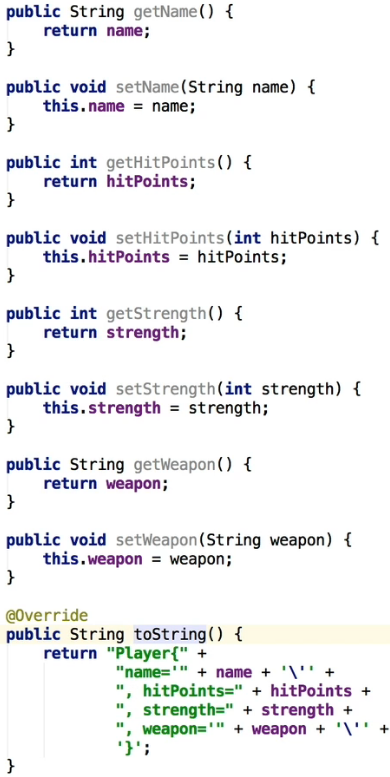 public String getName() {
    return name;
}
public void setName(String name) {
    this.name = name;
}
public int getHitPoints() {
    return hitPoints;
}
public void setHitPoints(int hitPoints) {
    this.hitPoints = hitPoints;
}
public int getStrength() {
    return strength;
}
public void setStrength(int strength) {
    this.strength = strength;
}
public String getWeapon() {
    return weapon;
}
public void setWeapon(String weapon) {
    this.weapon = weapon;
}
@Override
public String toString() {
    return "Player{" +
            "name='" + name + '\'' +
            ", hitPoints=" + hitPoints +
            ", strength=" + strength +
            ", weapon='" + weapon + '\'' +
            '}';
}